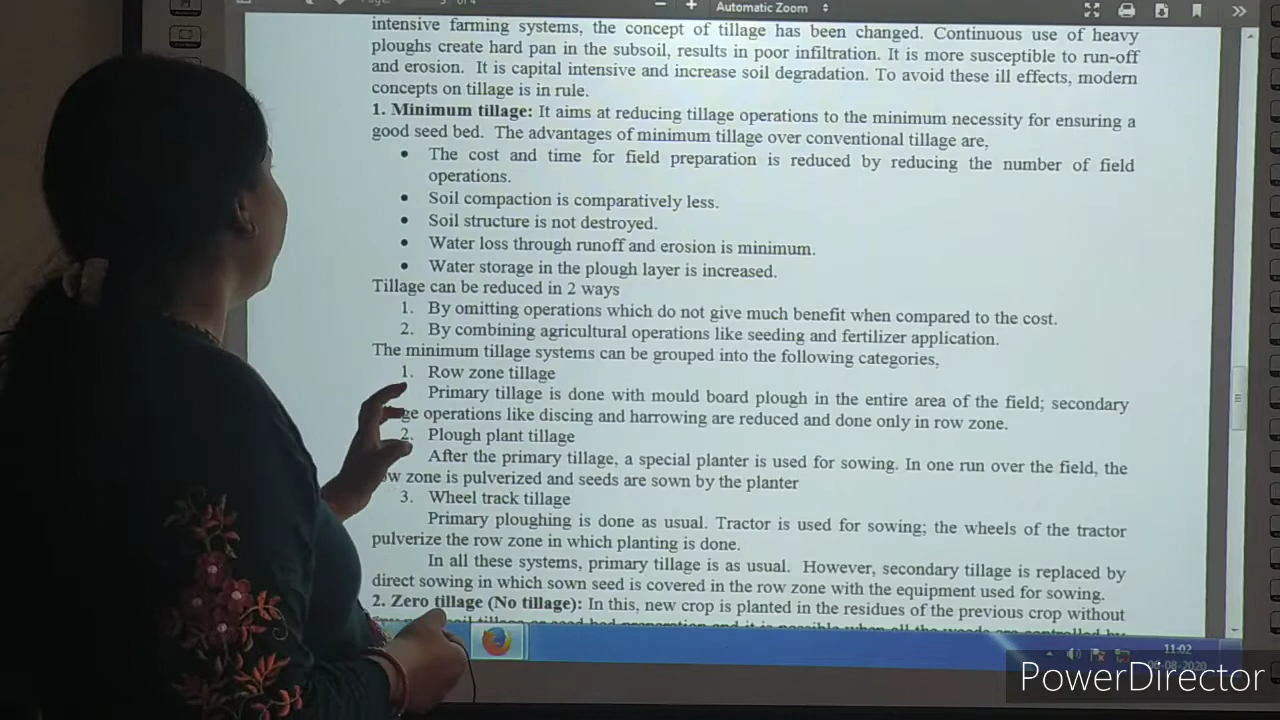 Page:
of 4
Automatic Zoom
intensive farming systems, the concept of tillage has been changed. Continuous use of heavy
ploughs create hard pan in the subsoil, results in poor infiltration. It is more susceptible to run-off
and erosion. It is capital intensive and increase soil degradation. To avoid these ill effects, modern
concepts on tillage is in rule.
1. Minimum tillage: It aims at reducing tillage operations to the minimum necessity for ensuring a
good seed bed. The advantages of minimum tillage over conventional tillage are,
• The cost and time for field preparation is reduced by reducing the number of field
operations.
• Soil compaction is comparatively less.
• Soil structure is not destroyed.
• Water loss through runoff and erosion is minimum.
• Water storage in the plough layer is increased.
Tillage can be reduced in 2 ways
1. By omitting operations which do not give much benefit when compared to the cost.
2. By combining agricultural operations like seeding and fertilizer application.
The minimum tillage systems can be grouped into the following categories,
1. Row zone tillage
Primary tillage is done with mould board plough in the entire area of the field; secondary
ge operations like discing and harrowing are reduced and done only in row zone.
2. Plough plant tillage
After the primary tillage, a special planter is used for sowing. In one run over the field, the
ow zone is pulverized and seeds are sown by the planter
3. Wheel track tillage
Primary ploughing is done as usual. Tractor is used for sowing; the wheels of the tractor
pulverize the row zone in which planting is done.
In all these systems, primary tillage is as usual. However, secondary tillage is replaced by
direct sowing in which sown seed is covered in the row zone with the equipment used for sowing.
2. Zero tillage (No tillage): In this, new crop is planted in the residues of the previous crop without
11:02
06-08-2020
PowerDirector